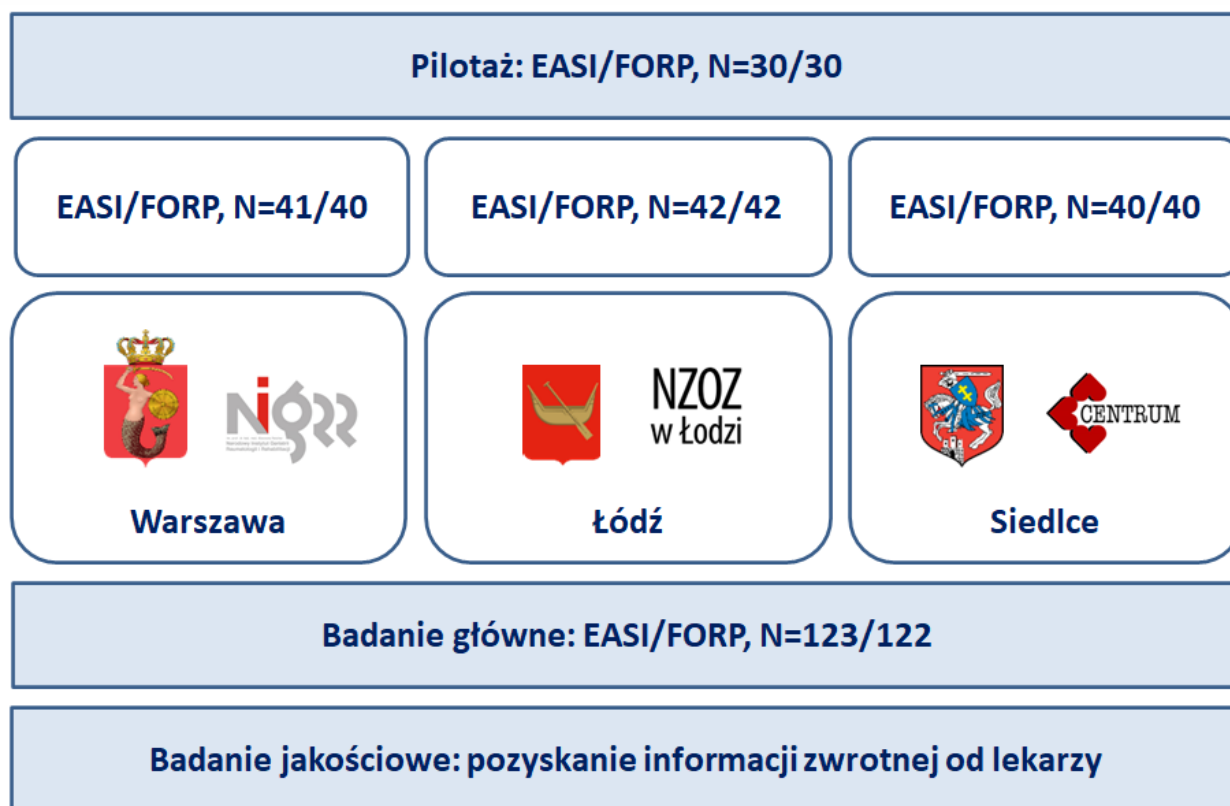 Pilotaż: EASI/FORP, N=30/30
EASI/FORP, N=41/40
EASI/FORP, N=42/42
EASI/FORP, N=40/40
NZOZ
w Łodzi
CENTRUM
Warszawa
Łódź
Siedlce
Badanie główne: EASI/FORP, N=123/122
Badanie jakościowe: pozyskanie informacji zwrotnej od lekarzy